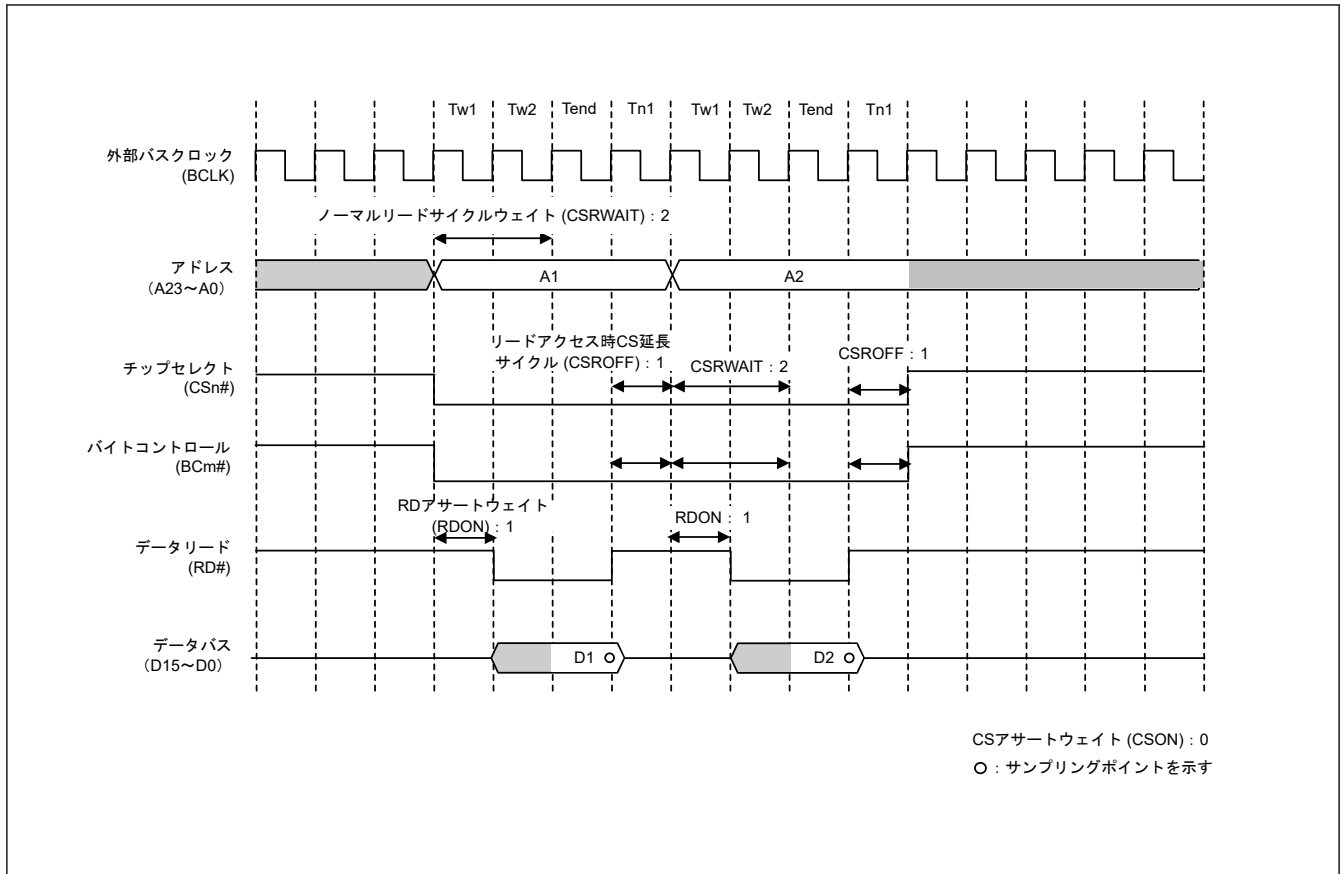 Tw1 Tw2 Tend Tn1 Tw1 Tw2 Tend Tn1
外部バスクロック
(BCLK)
ノーマルリードサイクルウェイト (CSRWAIT)：2
アドレス
（A23～A0）
A1
A2
リードアクセス時CS延長
サイクル (CSROFF)：1
CSRWAIT：2
CSROFF：1
チップセレクト
(CSn#)
バイトコントロール
(BCm#)
RDアサートウェイト
(RDON)：1
RDON： 1
データリード
(RD#)
データバス
（D15～D0）
D1
D2
CSアサートウェイト (CSON)：0
：サンプリングポイントを示す